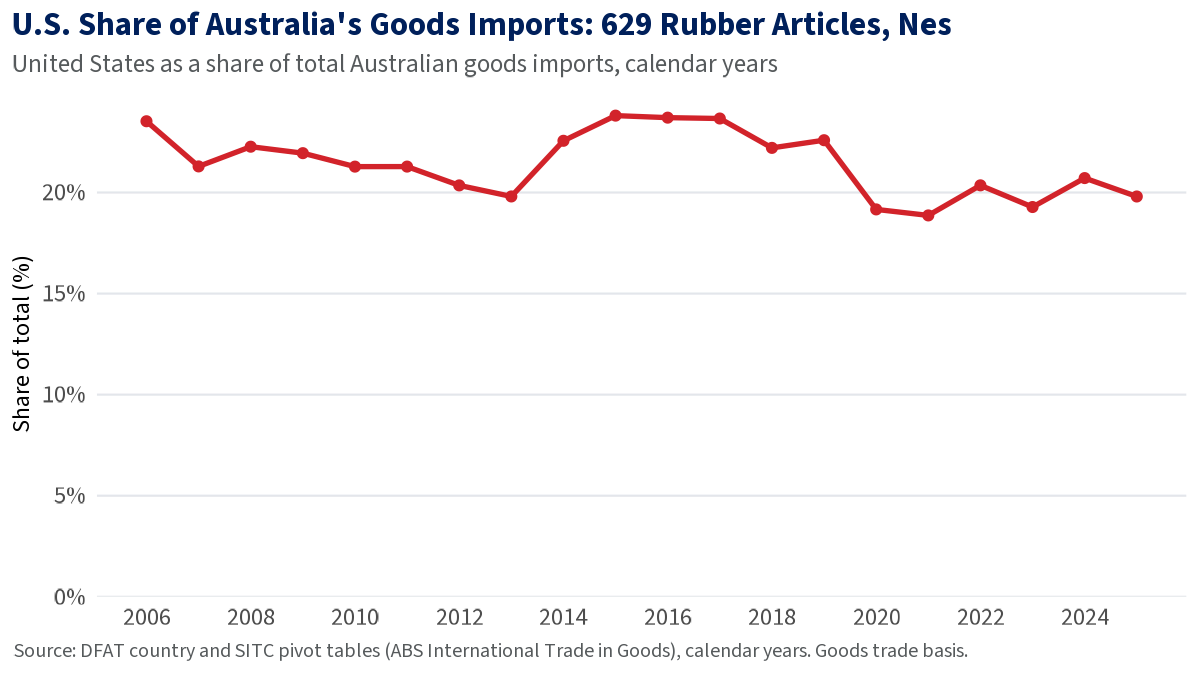 U.S. Share of Australia's Goods Imports: 629 Rubber Articles, Nes
United States as a share of total Australian goods imports, calendar years
Share of total (%)
20%
15%
10%
5%
0%
2006 2008 2010 2012 2014 2016 2018 2020 2022 2024
Source: DFAT country and SITC pivot tables (ABS International Trade in Goods), calendar years. Goods trade basis.